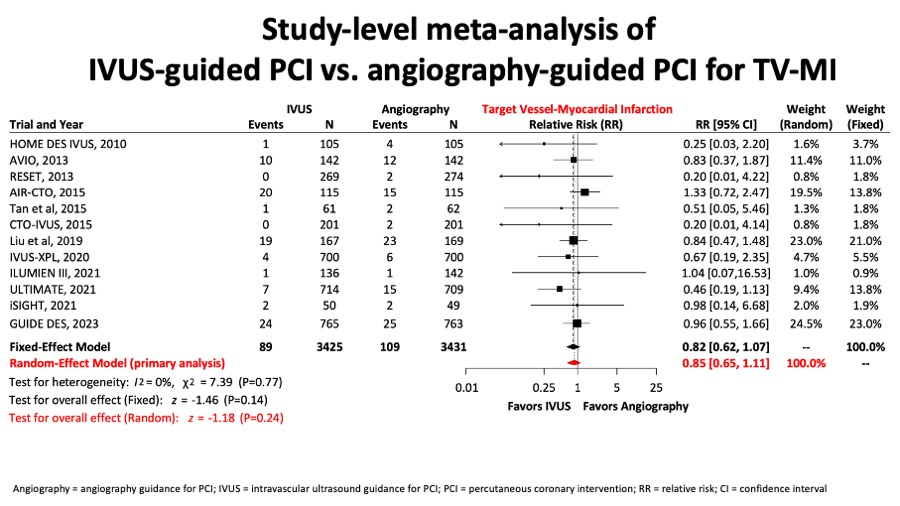 Study-level meta-analysis of
IVUS-guided PCI vs. angiography-guided PCI for TV-MI
IVUS Angiography Target Vessel-Myocardial Infarction Weight Weight
Trial and Year Events N Events N Relative Risk (RR) RR [95% CI] (Random) (Fixed)
HOME DES IVUS, 2010 1 105 4 105 0.25 [0.03, 2.20] 1.6% 3.7%
AVIO, 2013 10 142 12 142 0.83 [0.37, 1.87] 11.4% 11.0%
RESET, 2013 0 269 2 274 0.20 [0.01, 4.22] 0.8% 1.8%
AIR-CTO, 2015 20 115 15 115 1.33 [0.72, 2.47] 19.5% 13.8%
Tan et al, 2015 1 61 2 62 0.51 [0.05, 5.46] 1.3% 1.8%
CTO-IVUS, 2015 0 201 2 201 0.20 [0.01, 4.14] 0.8% 1.8%
Liu et al, 2019 19 167 23 169 0.84 [0.47, 1.48] 23.0% 21.0%
IVUS-XPL, 2020 4 700 6 700 0.67 [0.19, 2.35] 4.7% 5.5%
ILUMIEN III, 2021 1 136 1 142 1.04 [0.07,16.53] 1.0% 0.9%
ULTIMATE, 2021 7 714 15 709 0.46 [0.19, 1.13] 9.4% 13.8%
iSIGHT, 2021 2 50 2 49 0.98 [0.14, 6.68] 2.0% 1.9%
GUIDE DES, 2023 24 765 25 763 0.96 [0.55, 1.66] 24.5% 23.0%
Fixed-Effect Model 89 3425 109 3431 0.82 [0.62, 1.07] -- 100.0%
Random-Effect Model (primary analysis) 0.85 [0.65, 1.11] 100.0% --
Test for heterogeneity: I2 = 0%, χ2 = 7.39 (P=0.77)
0.01 0.25 1 5 25
Test for overall effect (Fixed): z = -1.46 (P=0.14)
Favors IVUS Favors Angiography
Test for overall effect (Random): z = -1.18 (P=0.24)
Angiography = angiography guidance for PCI; IVUS = intravascular ultrasound guidance for PCI; PCI = percutaneous coronary intervention; RR = relative risk; CI = confidence interval